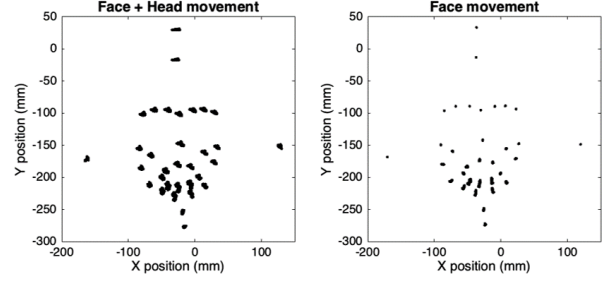 Face + Head movement
Y position (mm)
50
0
-50
-100
-150
-200
-250
-300
-200 -100 0 100
X position (mm)
Face movement
Y position (mm)
50
0
-50
-100
-150
-200
-250
-300
-200 -100 0 100
X position (mm)